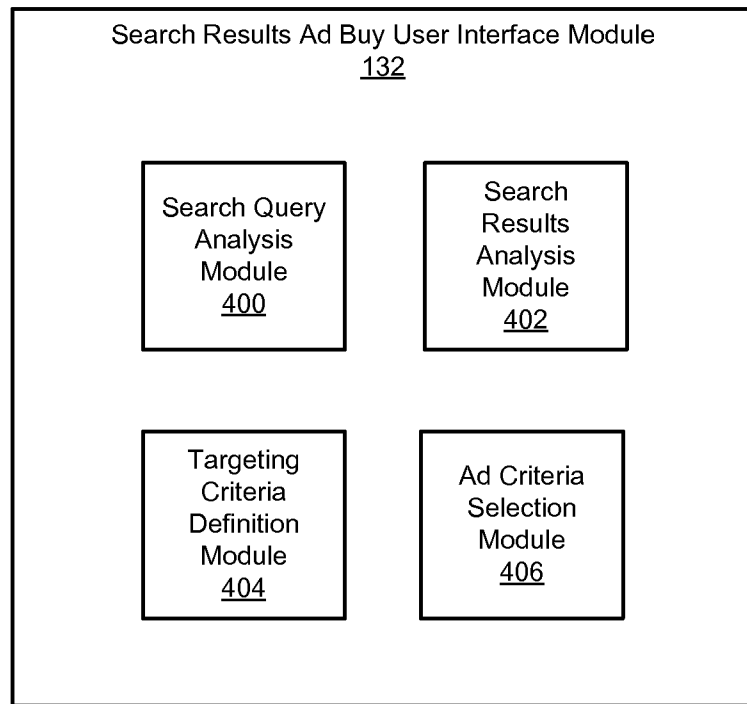 Search Results Ad Buy User Interface Module
132
Search Query
Analysis
Module
400
Search
Results
Analysis
Module
402
Targeting
Criteria
Definition
Module
404
Ad Criteria
Selection
Module
406